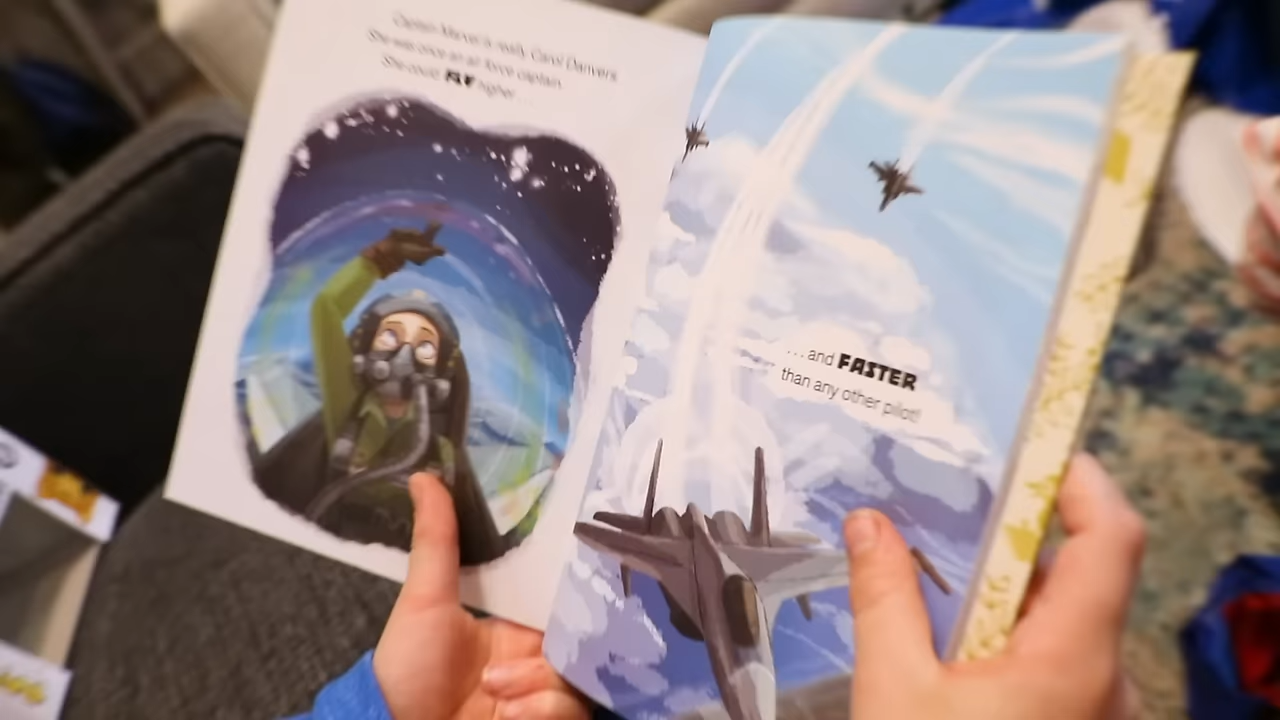 Captain Marvel is really Carol Danvers.
She was once an air force captain.
She could FLY higher . . .
. . . and FASTER
than any other pilot!